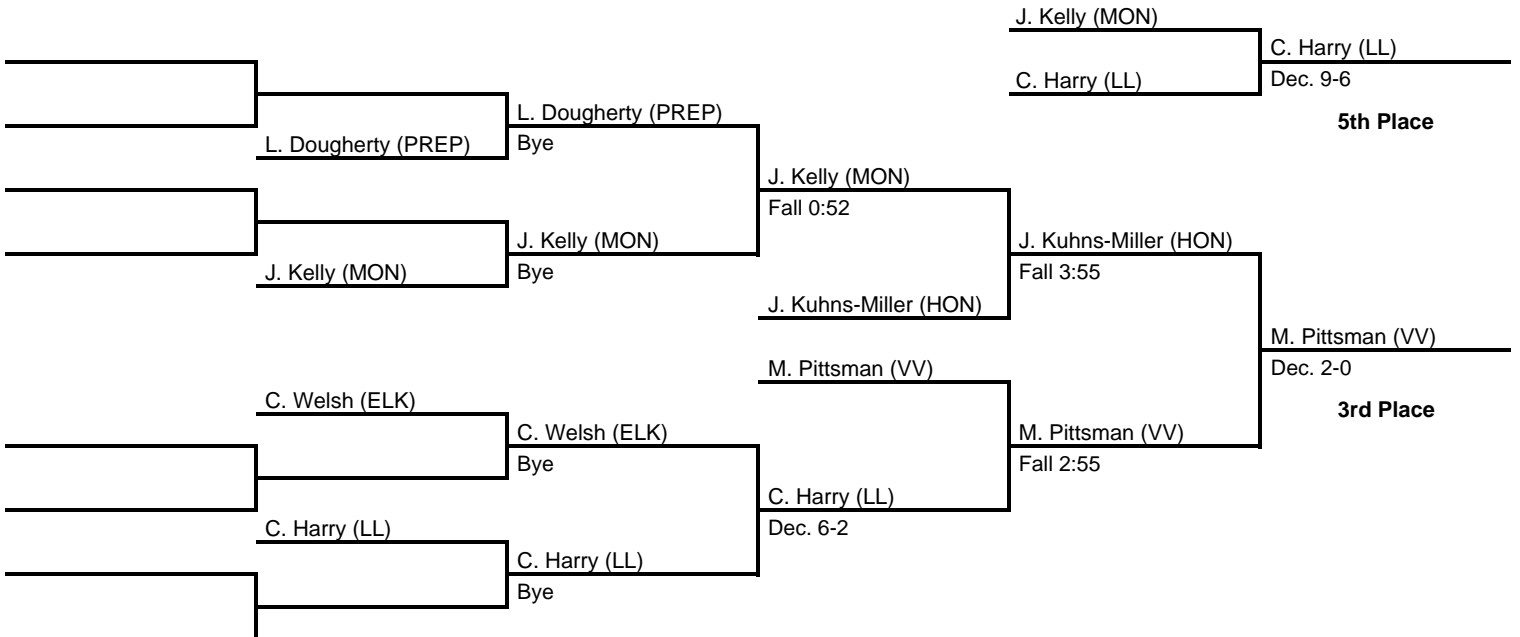 J. Kelly (MON)
C. Harry (LL)
C. Harry (LL)
Dec. 9-6
5th Place
L. Dougherty (PREP)
L. Dougherty (PREP)
Bye
J. Kelly (MON)
Fall 0:52
J. Kelly (MON)
J. Kelly (MON)
Bye
J. Kuhns-Miller (HON)
J. Kuhns-Miller (HON)
Fall 3:55
M. Pittsman (VV)
Dec. 2-0
3rd Place
M. Pittsman (VV)
C. Welsh (ELK)
C. Welsh (ELK)
Bye
M. Pittsman (VV)
Fall 2:55
C. Harry (LL)
Dec. 6-2
C. Harry (LL)
C. Harry (LL)
Bye